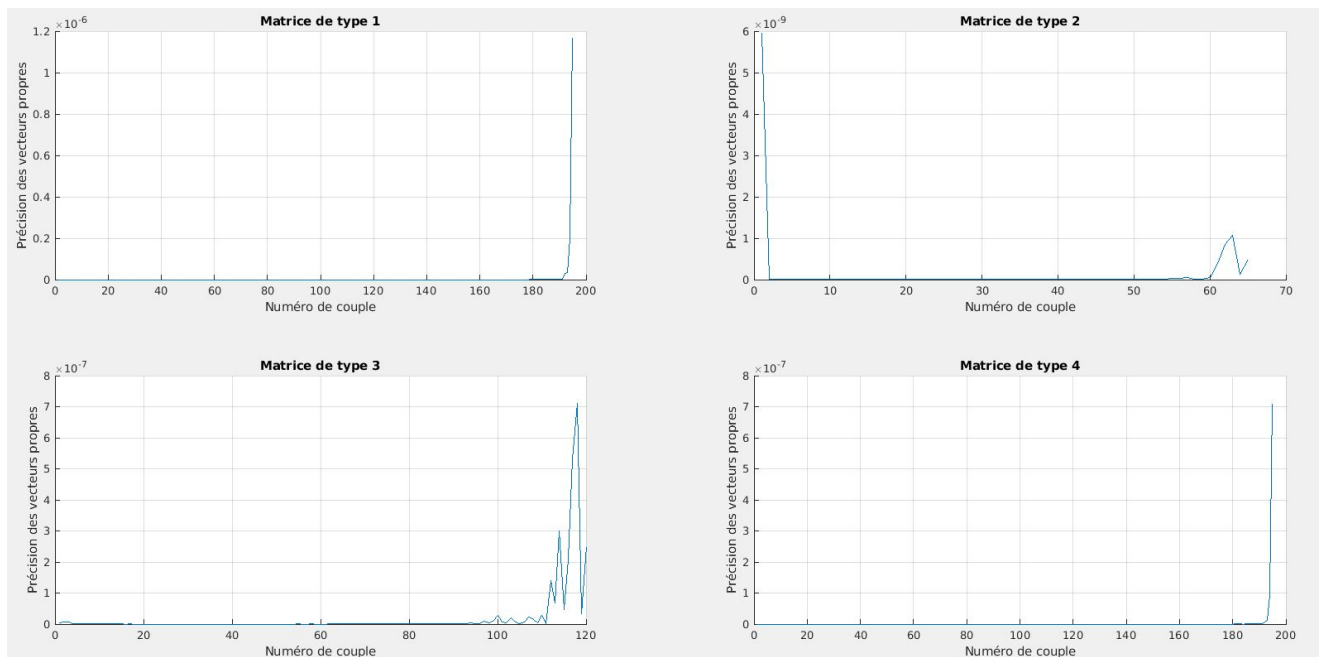 Matrice de type 1
×10⁻⁶
1.2
1
0.8
0.6
0.4
0.2
0
Précision des vecteurs propres
0 20 40 60 80 100 120 140 160 180 200
Numéro de couple
Matrice de type 2
×10⁻⁹
6
5
4
3
2
1
0
Précision des vecteurs propres
0 10 20 30 40 50 60 70
Numéro de couple
Matrice de type 3
×10⁻⁷
8
7
6
5
4
3
2
1
0
Précision des vecteurs propres
0 20 40 60 80 100 120
Numéro de couple
Matrice de type 4
×10⁻⁷
8
7
6
5
4
3
2
1
0
Précision des vecteurs propres
0 20 40 60 80 100 120 140 160 180 200
Numéro de couple